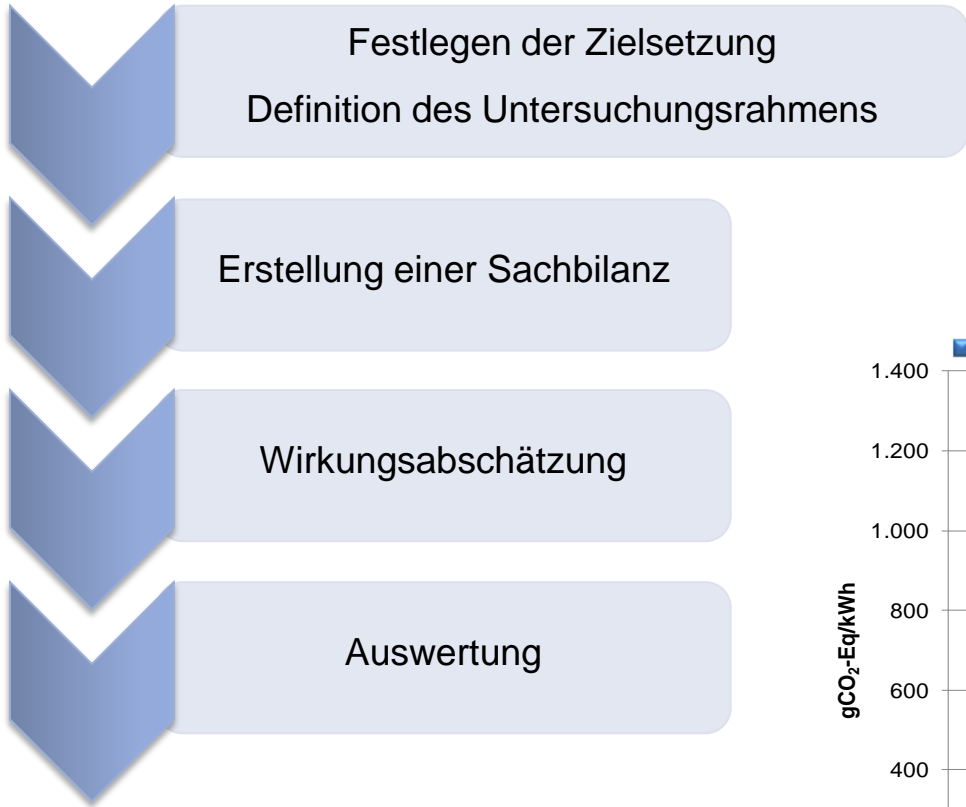 Festlegen der Zielsetzung
Definition des Untersuchungsrahmens
Erstellung einer Sachbilanz
Wirkungsabschätzung
Auswertung
1.400
1.200
1.000
800
600
400
gCO₂-Eq/kWh